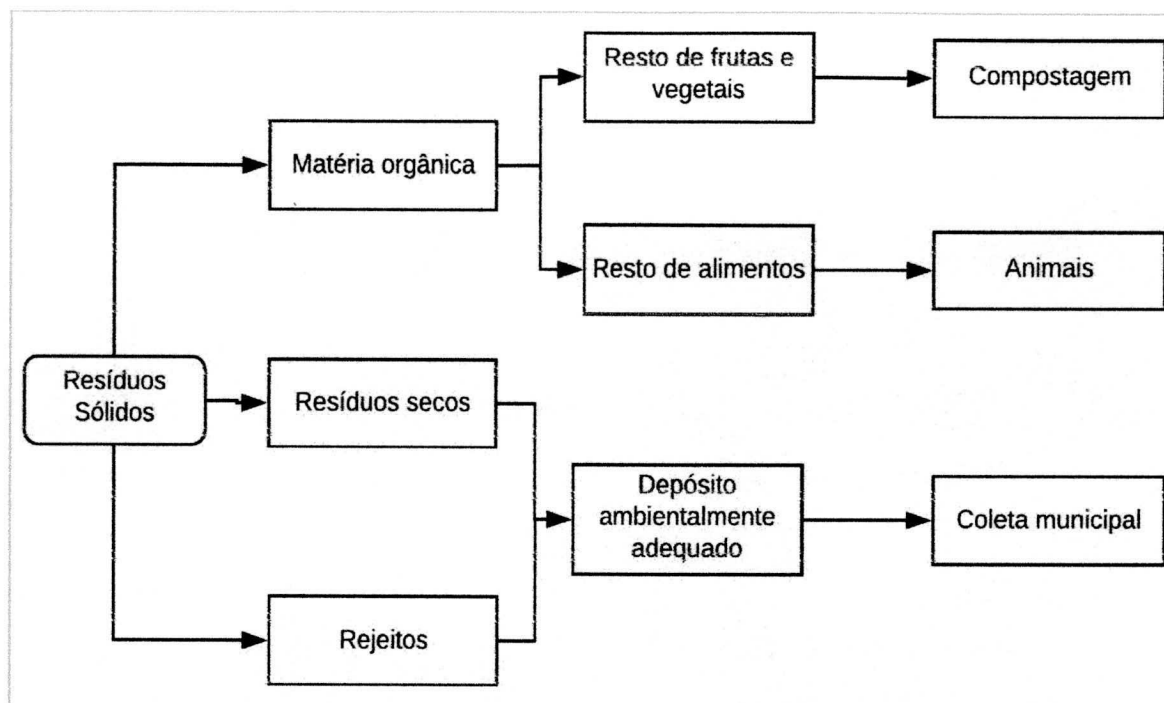 Resto de frutas e
vegetais
Compostagem
Matéria orgânica
Resto de alimentos
Animais
Resíduos
Sólidos
Resíduos secos
Depósito
ambientalmente
adequado
Coleta municipal
Rejeitos